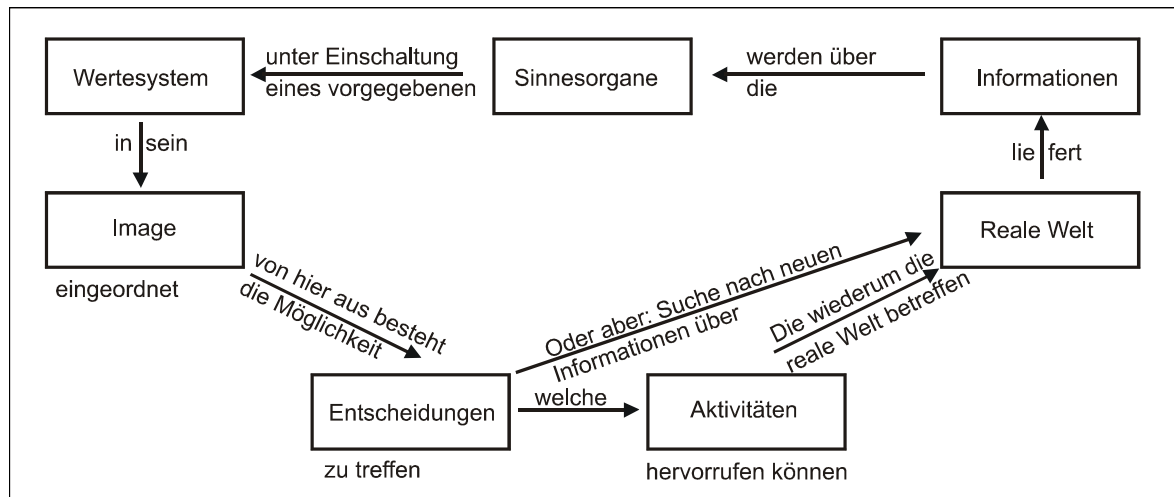 Wertesystem
unter Einschaltung
eines vorgegebenen
Sinnesorgane
werden über
die
Informationen
in sein
lie fert
Image
eingeordnet
Reale Welt
von hier aus besteht
die Möglichkeit
Oder aber: Suche nach neuen
Informationen über
Die wiederum die
reale Welt betreffen
Entscheidungen
zu treffen
welche
Aktivitäten
hervorrufen können